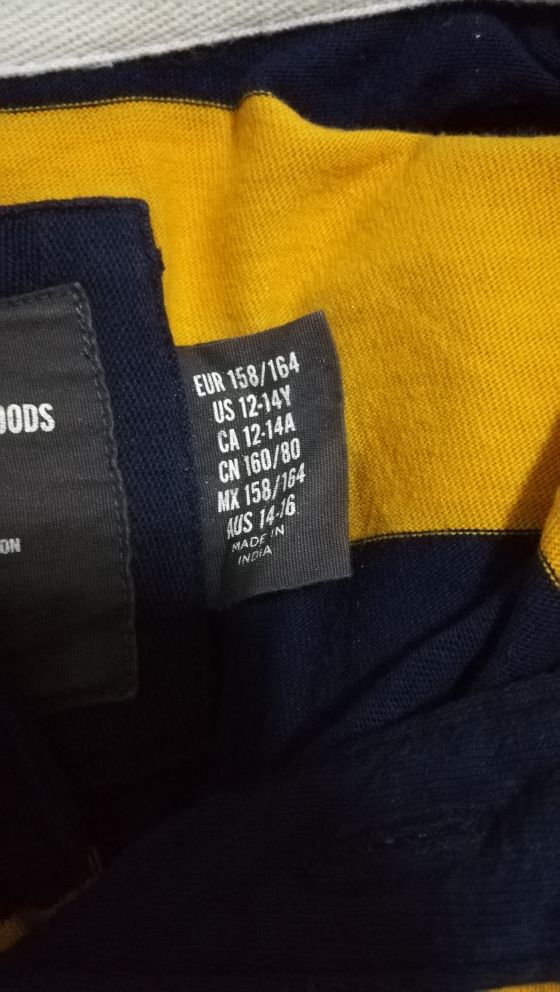 EUR 158/164
US 12-14Y
CA 12-14A
CN 160/80
MX 158/164
AUS 14-16
MADE IN
INDIA
OODS
ON